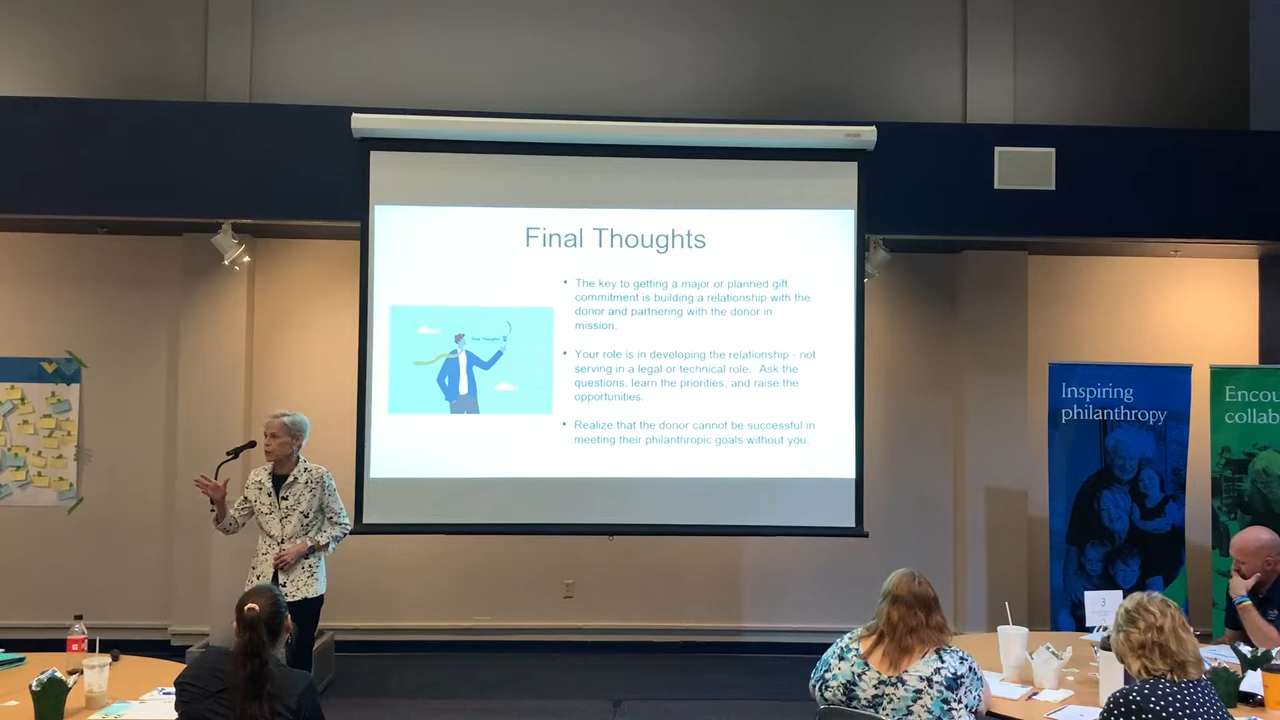 Final Thoughts
• The key to getting a major or planned gift
commitment is building a relationship with the
donor and partnering with the donor in
mission.
• Your role is in developing the relationship - not
serving in a legal or technical role. Ask the
questions, learn the priorities, and raise the
opportunities.
• Realize that the donor cannot be successful in
meeting their philanthropic goals without you.
Final Thoughts
Inspiring
philanthropy
Encou
collab
3